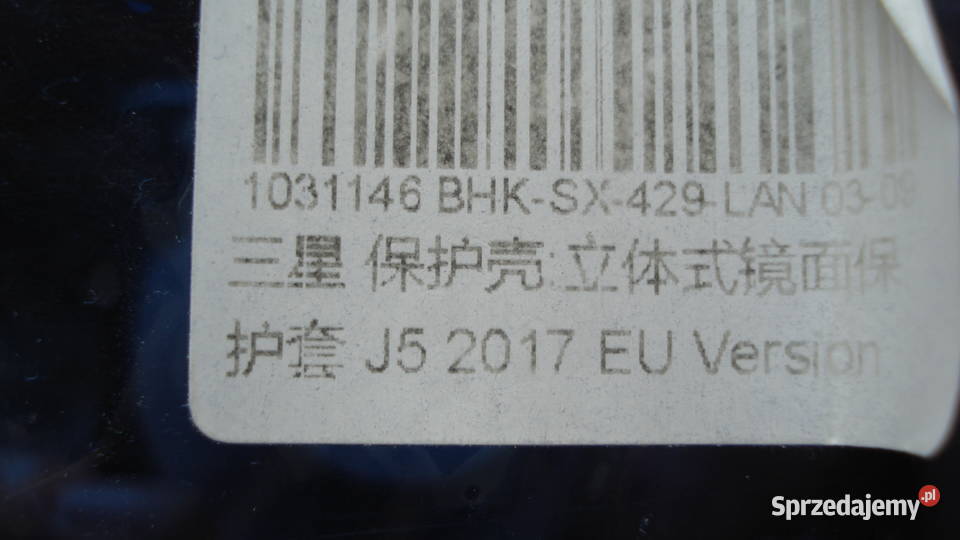 1031146 BHK-SX-429-LAN 03-09
三星 保护壳 立体式镜面保
护套 J5 2017 EU Version
Sprzedajemy.pl